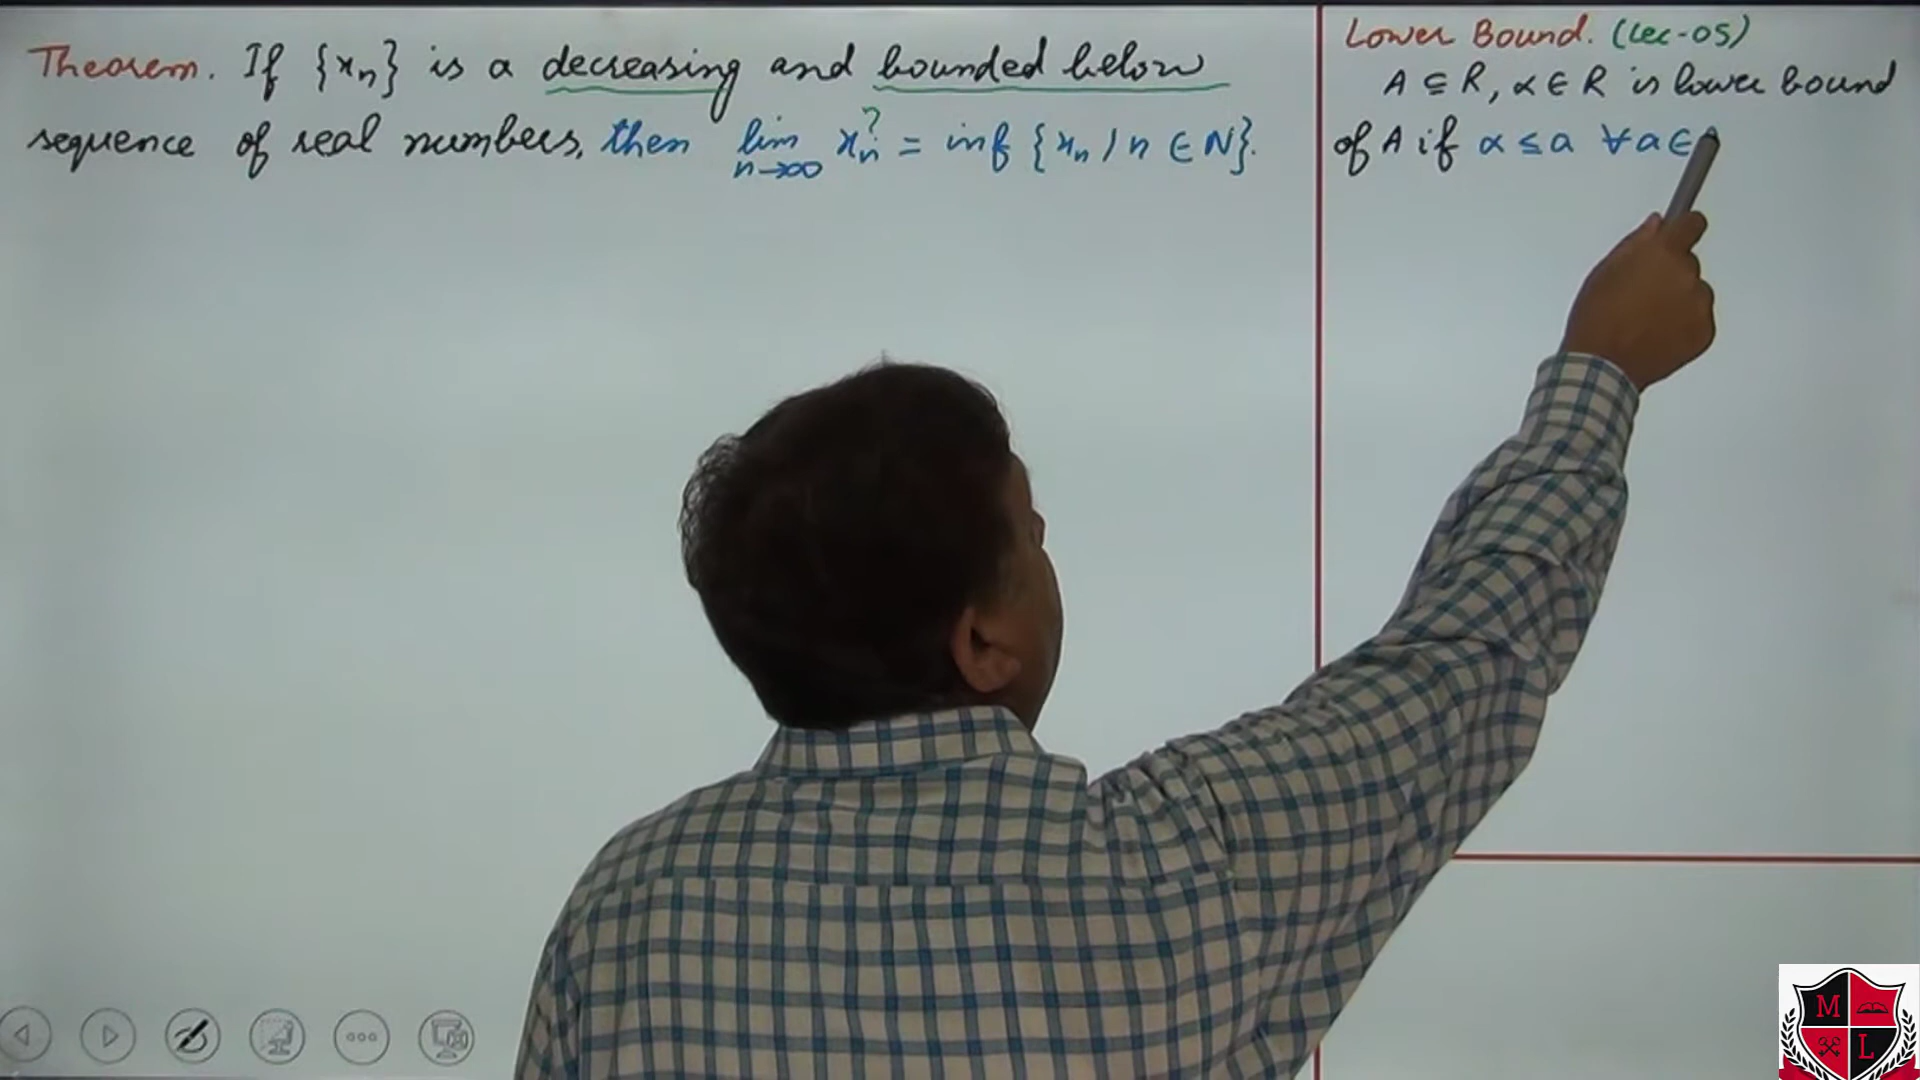 Theorem. If {xn} is a decreasing and bounded below
sequence of real numbers, then lim n→∞ xn? = inf {xn / n ∈ N}.
Lower Bound. (Lec-05)
A ⊆ R, α ∈ R is lower bound
of A if α ≤ a ∀ a ∈ A
M L